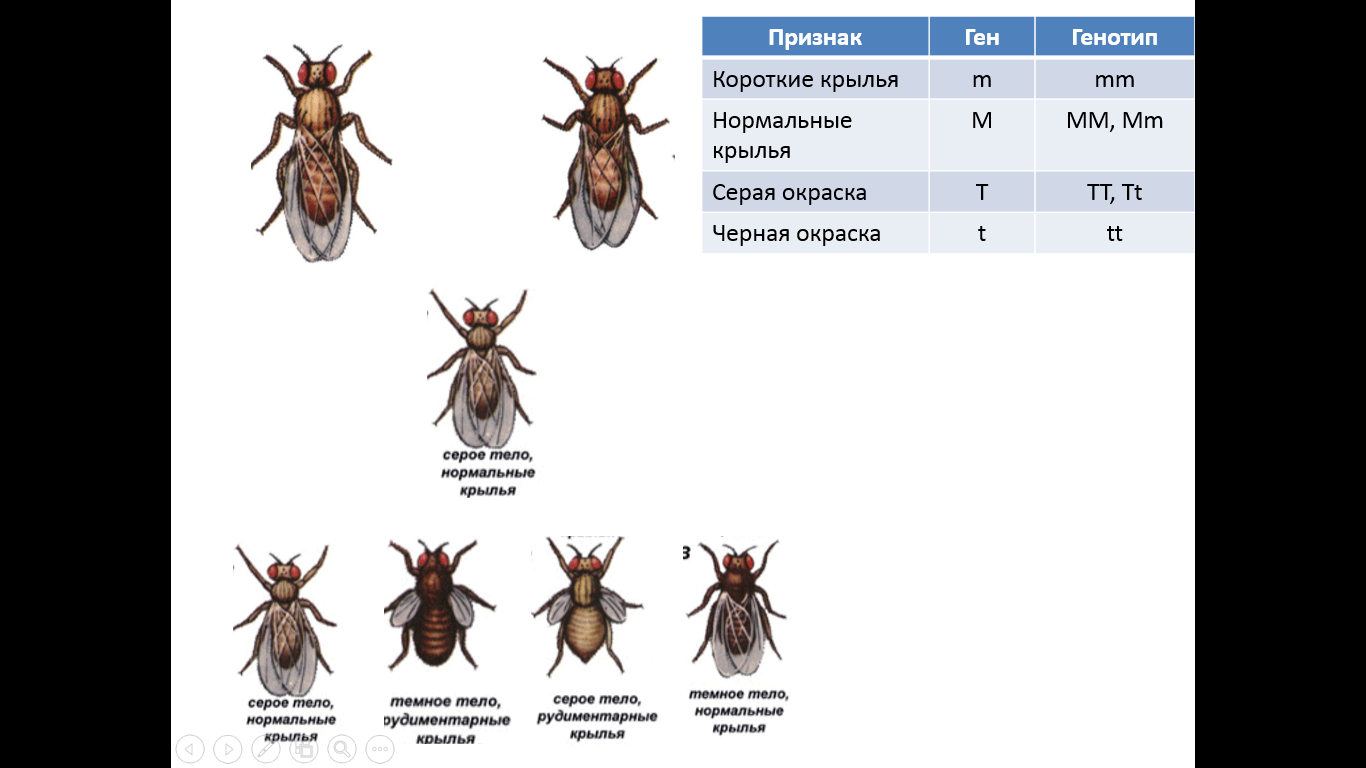 Признак Ген Генотип
Короткие крылья m mm
Нормальные M MM, Mm
крылья
Серая окраска T TT, Tt
Черная окраска t tt
серое тело,
нормальные
крылья
серое тело,
нормальные
крылья
темное тело,
рудиментарные
крылья
серое тело,
рудиментарные
крылья
в
темное тело,
нормальные
крылья